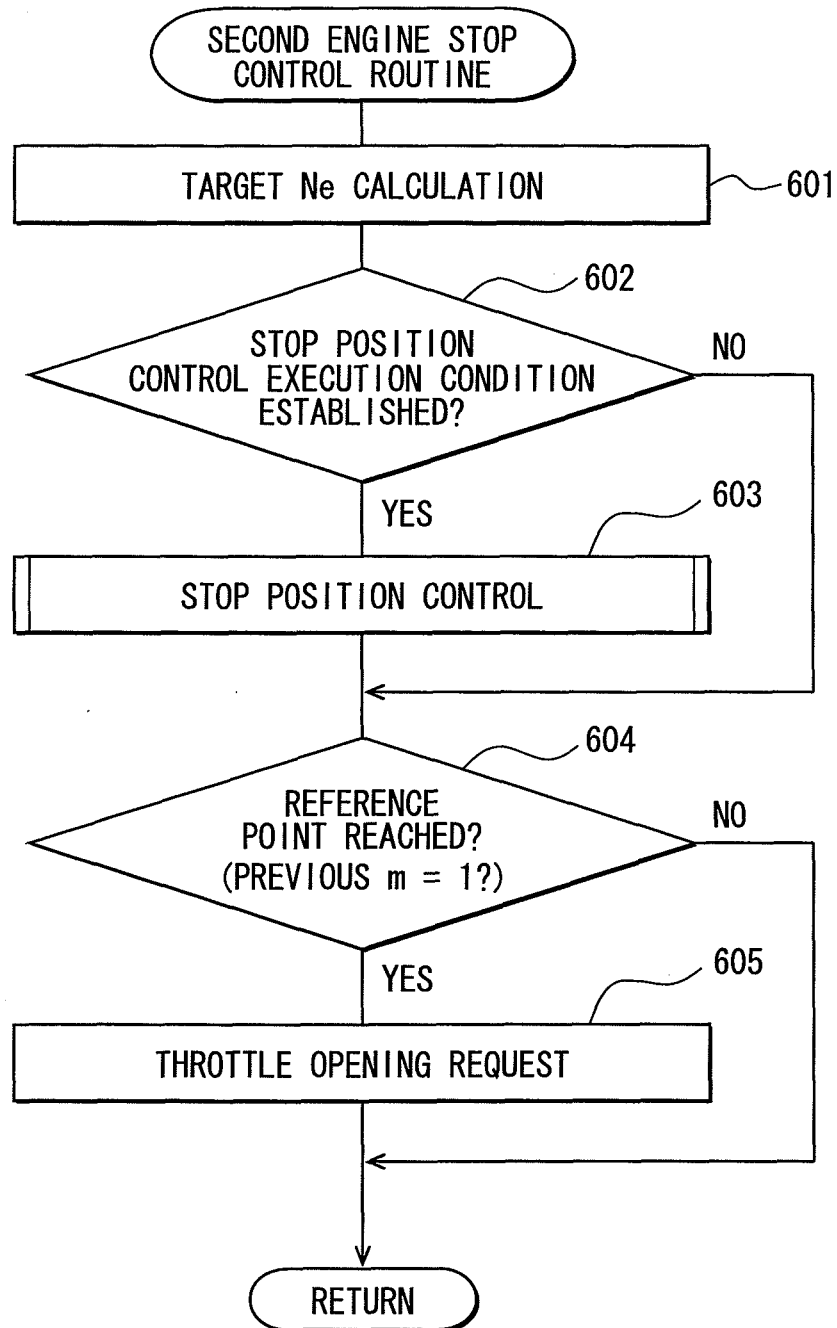 SECOND ENGINE STOP
CONTROL ROUTINE
TARGET Ne CALCULATION
601
602
STOP POSITION
CONTROL EXECUTION CONDITION
ESTABLISHED?
NO
YES
603
STOP POSITION CONTROL
604
REFERENCE
POINT REACHED?
(PREVIOUS m = 1?)
NO
YES
605
THROTTLE OPENING REQUEST
RETURN